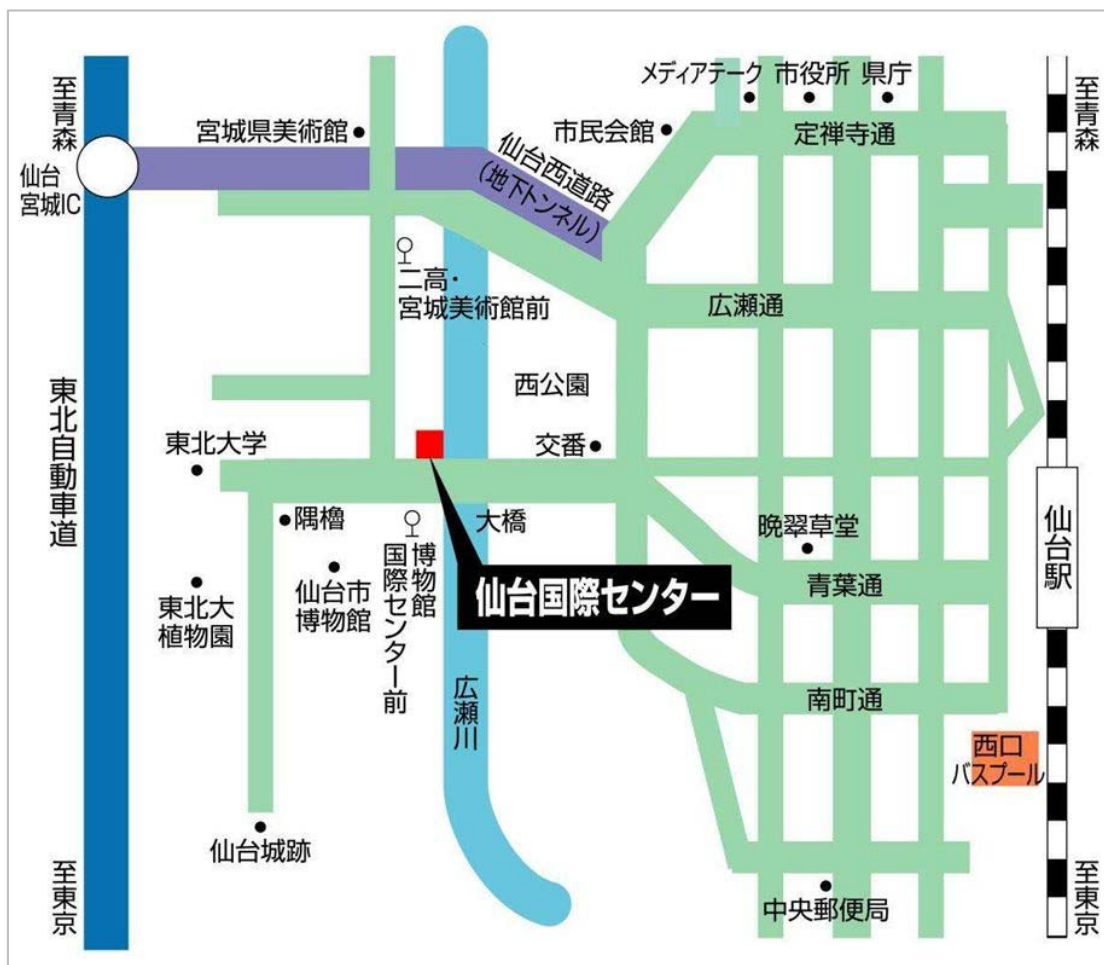 至青森
メディアテーク
市役所
県庁
至青森
宮城県美術館
市民会館
定禅寺通
仙台
宮城IC
仙台西道路
(地下トンネル)
二高・
宮城美術館前
広瀬通
西公園
東北自動車道
東北大学
交番
隅櫓
大橋
晩翠草堂
仙台駅
博物館
国際センター前
仙台市
博物館
東北大
植物園
仙台国際センター
青葉通
広瀬川
南町通
西口
バスプール
仙台城跡
至東京
中央郵便局
至東京